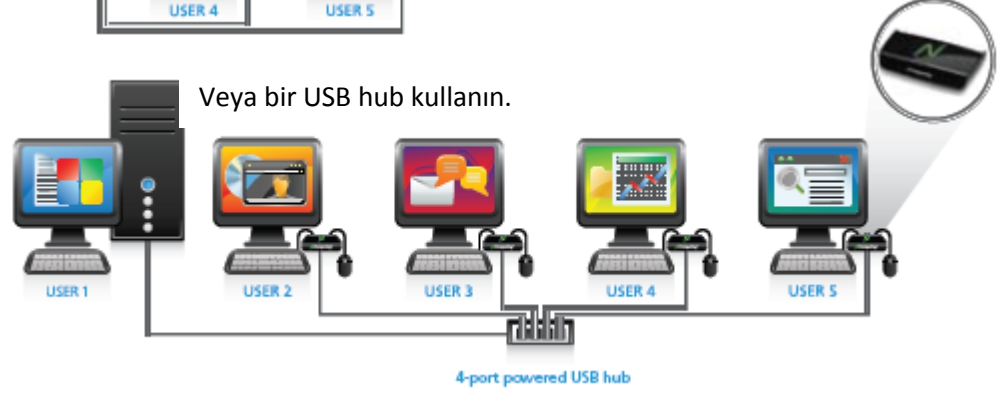 USER 4 USER 5
Veya bir USB hub kullanın.
USER 1 USER 2 USER 3 USER 4 USER 5
4-port powered USB hub